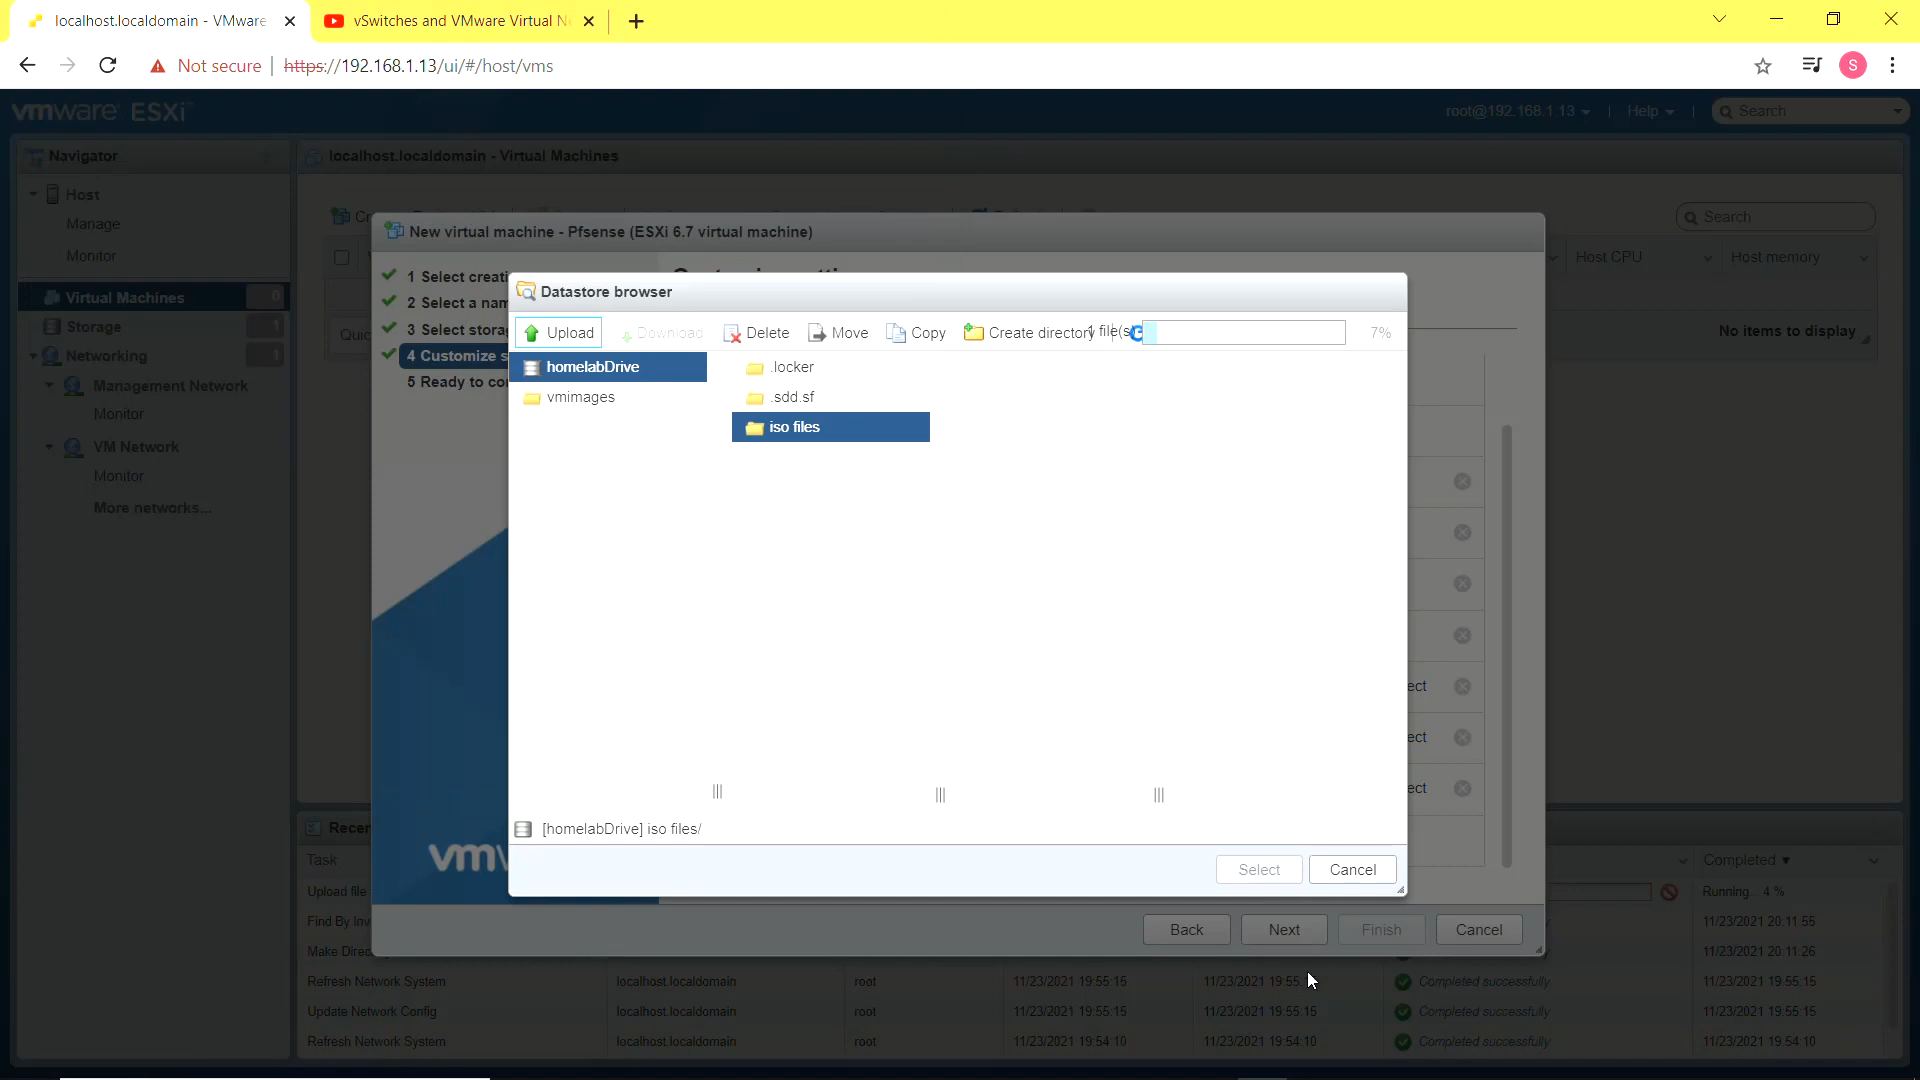 localhost.localdomain - VMware
vSwitches and VMware Virtual N
Not secure
https://192.168.1.13/ui/#/host/vms
S
vmware ESXi
root@192.168.1.13
Help
Search
Navigator
localhost.localdomain - Virtual Machines
Host
Manage
Monitor
Virtual Machines 0
Storage 1
Networking 1
Management Network
Monitor
VM Network
Monitor
More networks...
Cr
Search
Host CPU
Host memory
Quic
No items to display
New virtual machine - Pfsense (ESXi 6.7 virtual machine)
1 Select creati
2 Select a nam
3 Select stora
4 Customize s
5 Ready to co
Datastore browser
Upload
Download
Delete
Move
Copy
Create directory
1 file(s)
7%
homelabDrive
vmimages
.locker
.sdd.sf
iso files
ect
ect
ect
[homelabDrive] iso files/
Select
Cancel
vm
Back
Next
Finish
Cancel
Recen
Task
Completed ▼
Upload file
Running... 4 %
Find By Inv
11/23/2021 20:11:55
Make Direc
11/23/2021 20:11:26
Refresh Network System localhost.localdomain root 11/23/2021 19:55:15 11/23/2021 19:55: Completed successfully 11/23/2021 19:55:15
Update Network Config localhost.localdomain root 11/23/2021 19:55:15 11/23/2021 19:55:15 Completed successfully 11/23/2021 19:55:15
Refresh Network System localhost.localdomain root 11/23/2021 19:54:10 11/23/2021 19:54:10 Completed successfully 11/23/2021 19:54:10